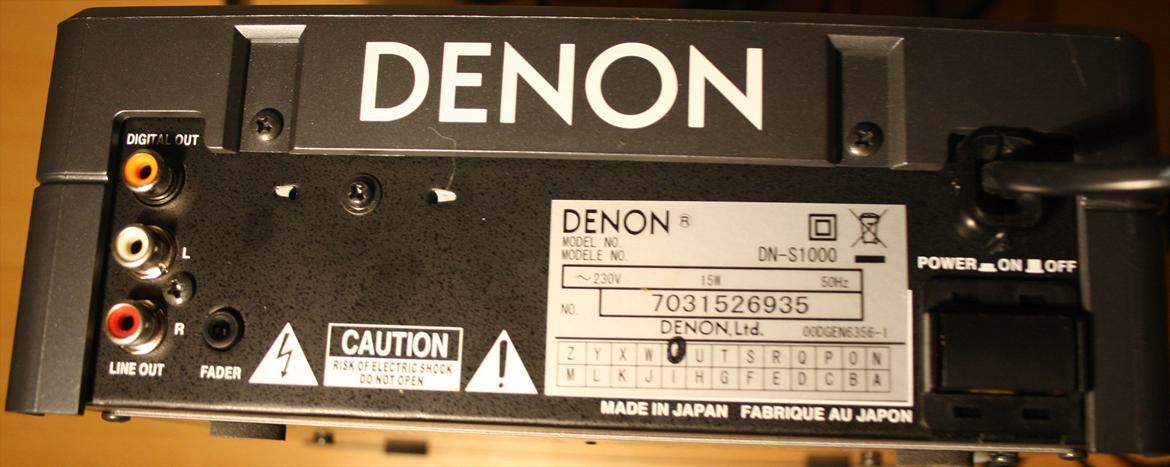 DENON
DIGITAL OUT
L
R
LINE OUT
FADER
CAUTION
RISK OF ELECTRIC SHOCK
DO NOT OPEN
DENON ®
MODEL NO.
MODELE NO. DN-S1000
~230V 15W 50Hz
NO. 7031526935
DENON,Ltd. 00DGEN6356-1
Z Y X W U T S R Q P O N
M L K J I H G F E D C B A
MADE IN JAPAN FABRIQUE AU JAPON
POWER ON OFF